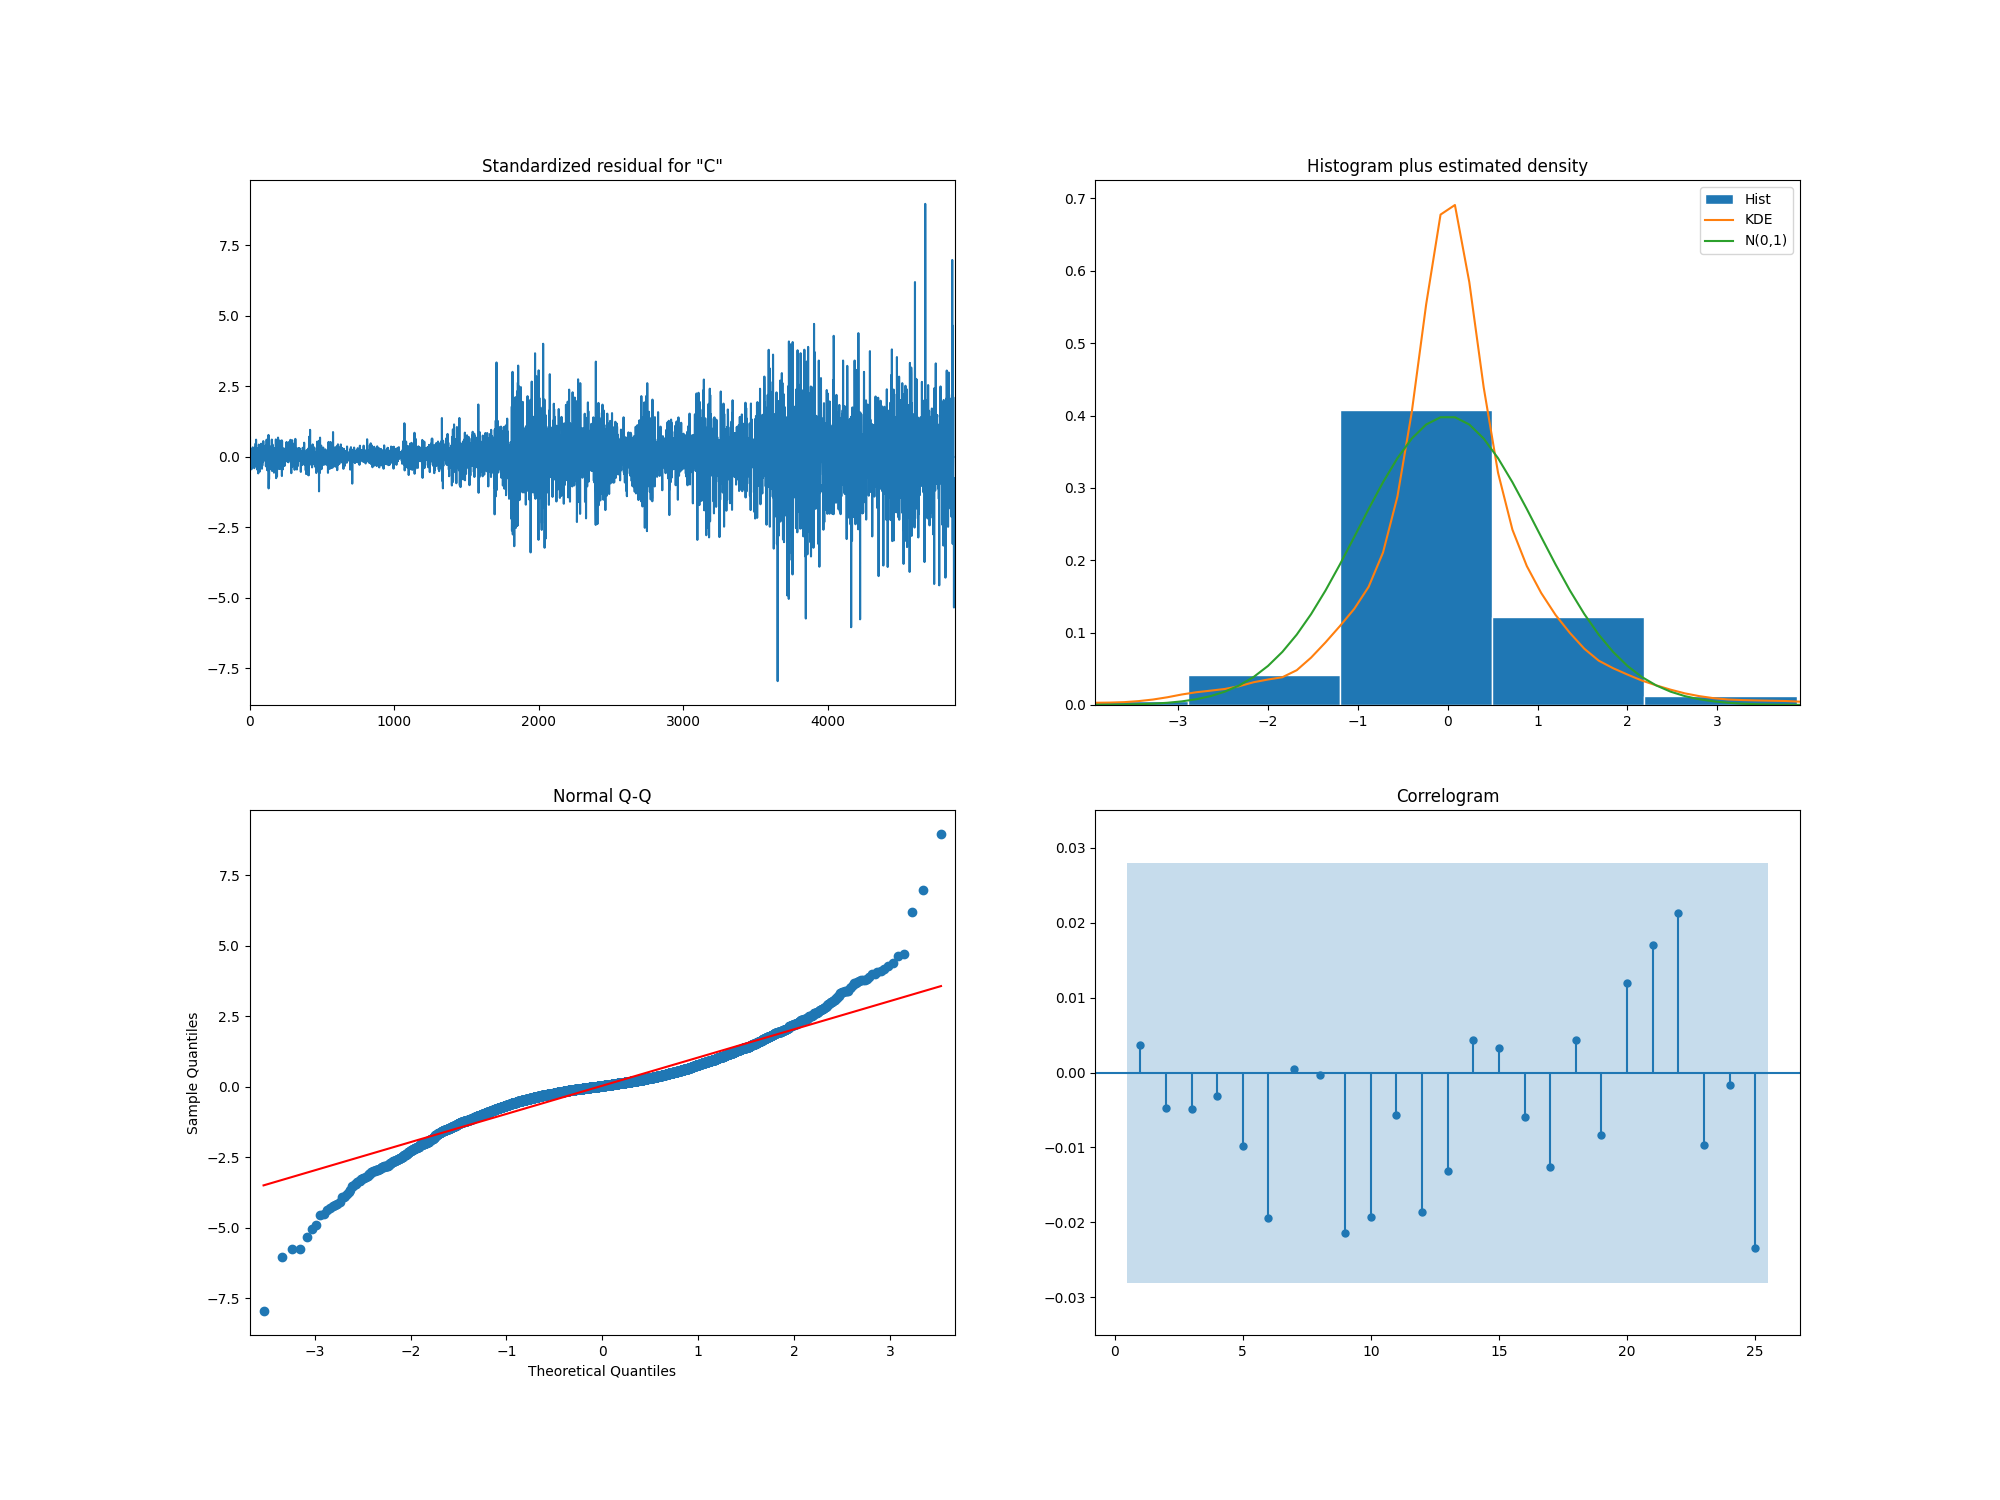 Standardized residual for "C"
7.5
5.0
2.5
0.0
−2.5
−5.0
−7.5
0 1000 2000 3000 4000
Histogram plus estimated density
0.7
0.6
0.5
0.4
0.3
0.2
0.1
0.0
−3 −2 −1 0 1 2 3
Hist
KDE
N(0,1)
Normal Q-Q
Sample Quantiles
7.5
5.0
2.5
0.0
−2.5
−5.0
−7.5
−3 −2 −1 0 1 2 3
Theoretical Quantiles
Correlogram
0.03
0.02
0.01
0.00
−0.01
−0.02
−0.03
0 5 10 15 20 25